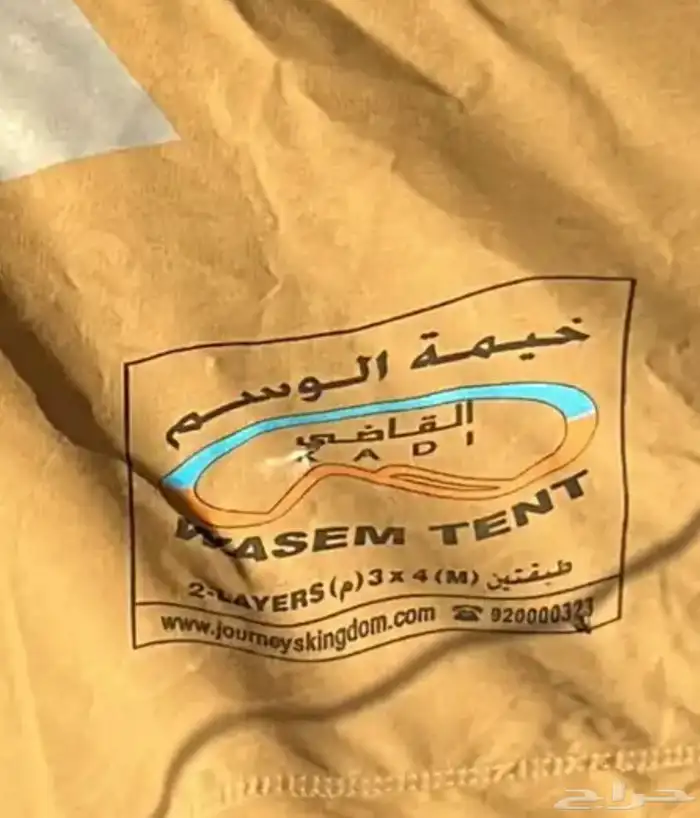 خيمة الوسم
القاضي
KADI
WASEM TENT
2-LAYERS (م) 3 x 4 (M) طبقتين
www.journeyskingdom.com ☎ 920000323
حراج